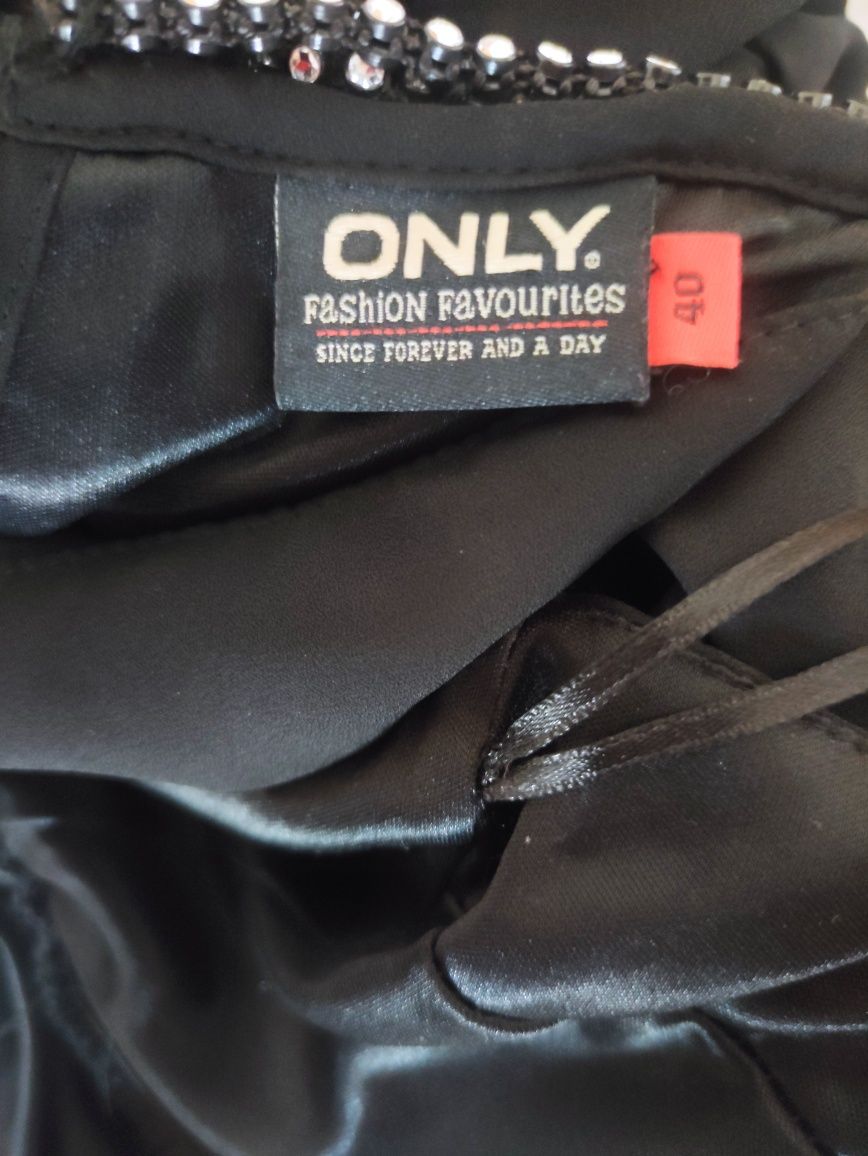 ONLY®
FasHiON FavOUrItes
SINCE FOREVER AND A DAY
40